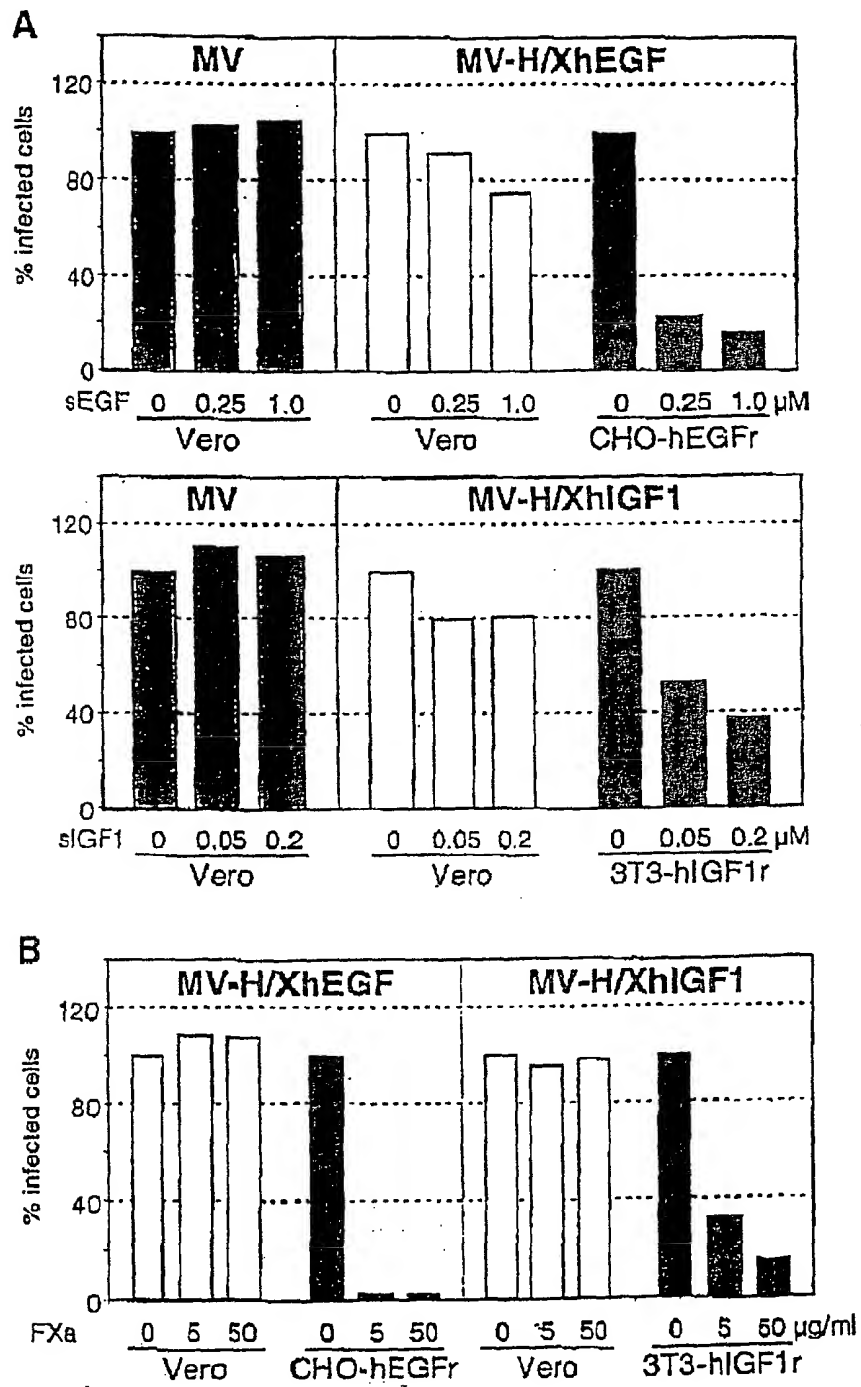 A
MV MV-H/XhEGF
120
80
40
0
% infected cells
sEGF 0 0.25 1.0 0 0.25 1.0 0 0.25 1.0 µM
Vero Vero CHO-hEGFr
MV MV-H/XhIGF1
120
80
40
0
% infected cells
sIGF1 0 0.05 0.2 0 0.05 0.2 0 0.05 0.2 µM
Vero Vero 3T3-hIGF1r
B
MV-H/XhEGF MV-H/XhIGF1
120
80
40
0
% infected cells
FXa 0 5 50 0 5 50 0 5 50 0 5 50 µg/ml
Vero CHO-hEGFr Vero 3T3-hIGF1r